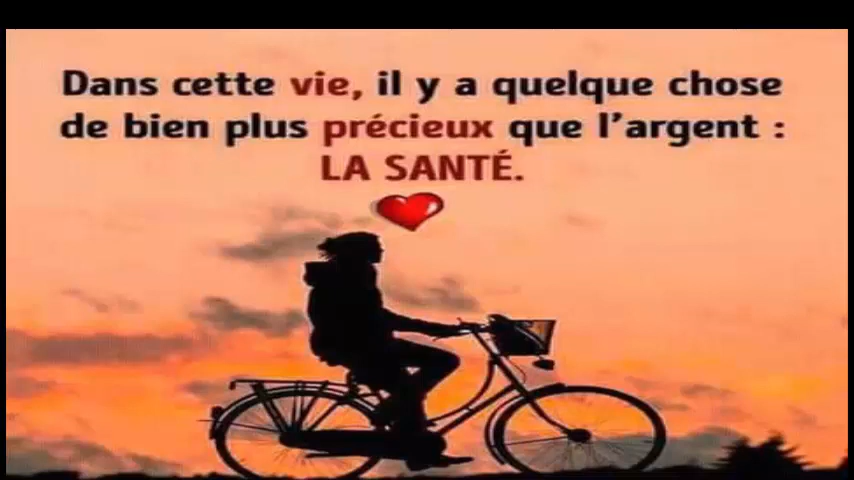 Dans cette vie, il y a quelque chose
de bien plus précieux que l'argent :
LA SANTÉ.